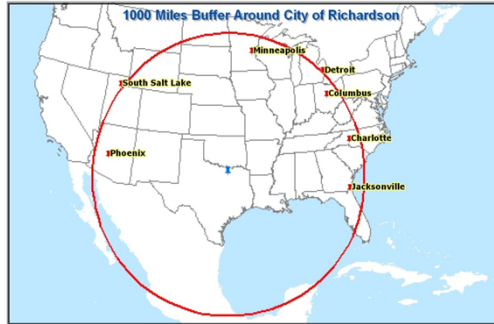 1000 Miles Buffer Around City of Richardson
Minneapolis
Detroit
South Salt Lake
Columbus
Charlotte
Phoenix
Jacksonville